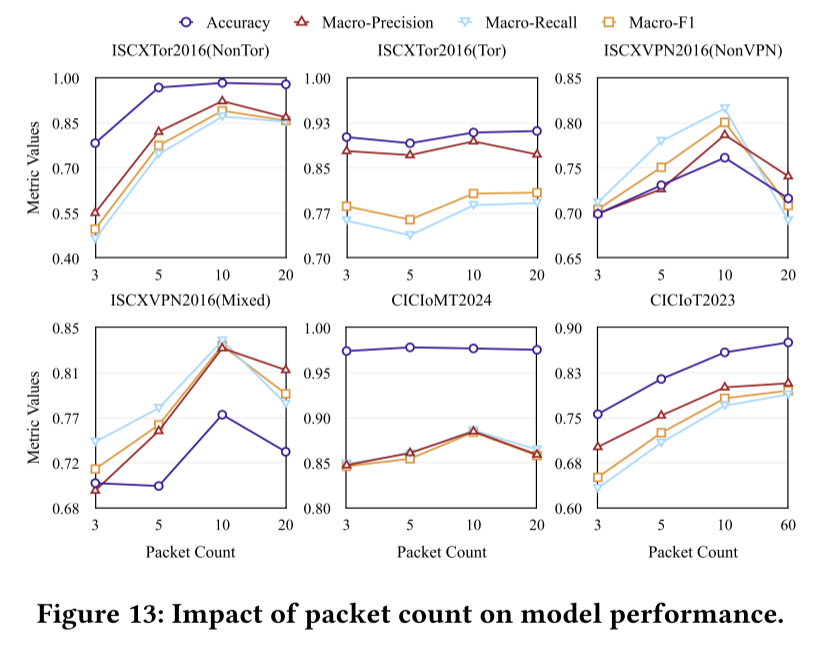 Accuracy Macro-Precision Macro-Recall Macro-F1
ISCXTor2016(NonTor) ISCXTor2016(Tor) ISCXVPN2016(NonVPN)
Metric Values
1.00
0.85
0.70
0.55
0.40
3 5 10 20
1.00
0.93
0.85
0.77
0.70
3 5 10 20
0.85
0.80
0.75
0.70
0.65
3 5 10 20
ISCXVPN2016(Mixed) CICIoMT2024 CICIoT2023
Metric Values
0.85
0.81
0.77
0.72
0.68
3 5 10 20
Packet Count
1.00
0.95
0.90
0.85
0.80
3 5 10 20
Packet Count
0.90
0.83
0.75
0.68
0.60
3 5 10 60
Packet Count
Figure 13: Impact of packet count on model performance.